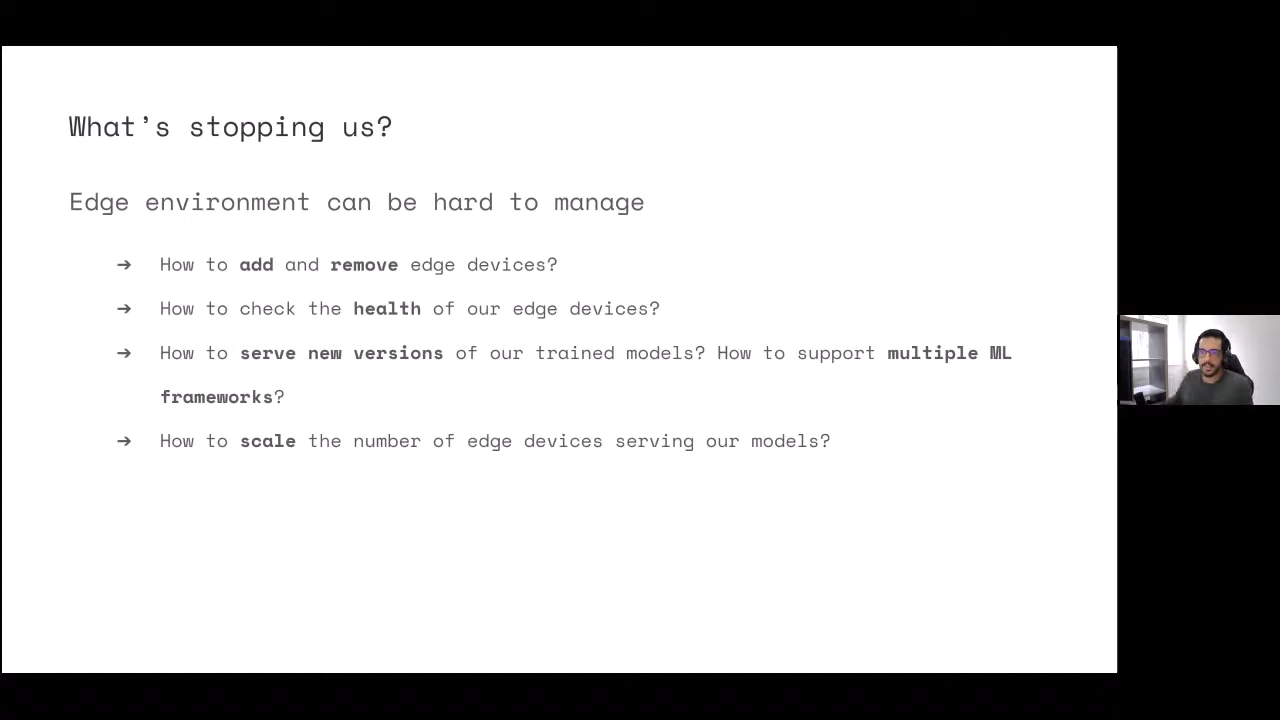 What's stopping us?
Edge environment can be hard to manage
➔ How to add and remove edge devices?
➔ How to check the health of our edge devices?
➔ How to serve new versions of our trained models? How to support multiple ML
frameworks?
➔ How to scale the number of edge devices serving our models?